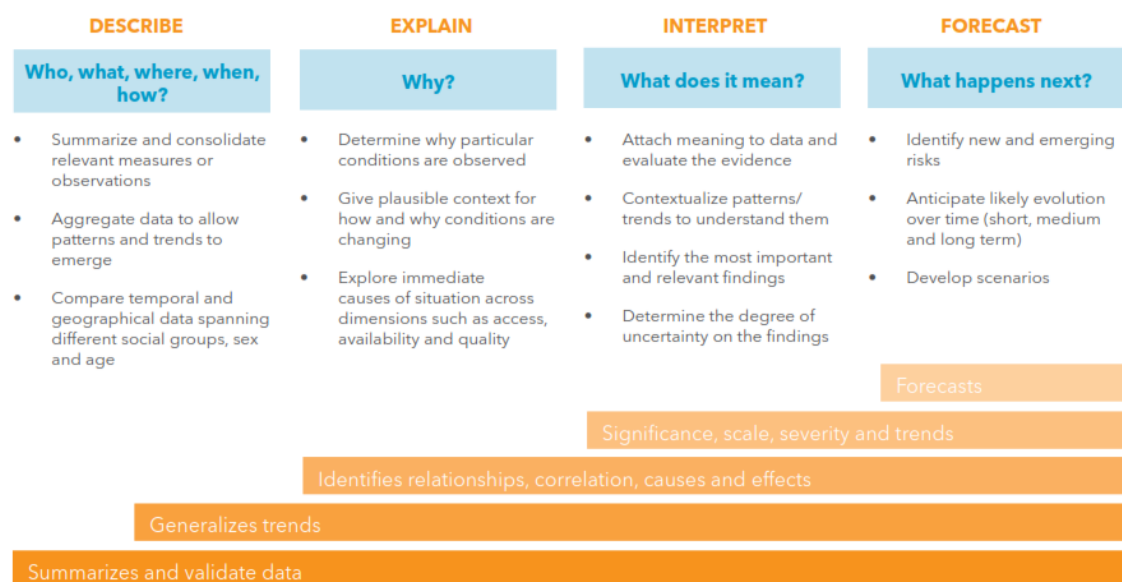 DESCRIBE
Who, what, where, when,
how?
• Summarize and consolidate
relevant measures or
observations
• Aggregate data to allow
patterns and trends to
emerge
• Compare temporal and
geographical data spanning
different social groups, sex
and age
EXPLAIN
Why?
• Determine why particular
conditions are observed
• Give plausible context for
how and why conditions are
changing
• Explore immediate
causes of situation across
dimensions such as access,
availability and quality
INTERPRET
What does it mean?
• Attach meaning to data and
evaluate the evidence
• Contextualize patterns/
trends to understand them
• Identify the most important
and relevant findings
• Determine the degree of
uncertainty on the findings
FORECAST
What happens next?
• Identify new and emerging
risks
• Anticipate likely evolution
over time (short, medium
and long term)
• Develop scenarios
Forecasts
Significance, scale, severity and trends
Identifies relationships, correlation, causes and effects
Generalizes trends
Summarizes and validate data